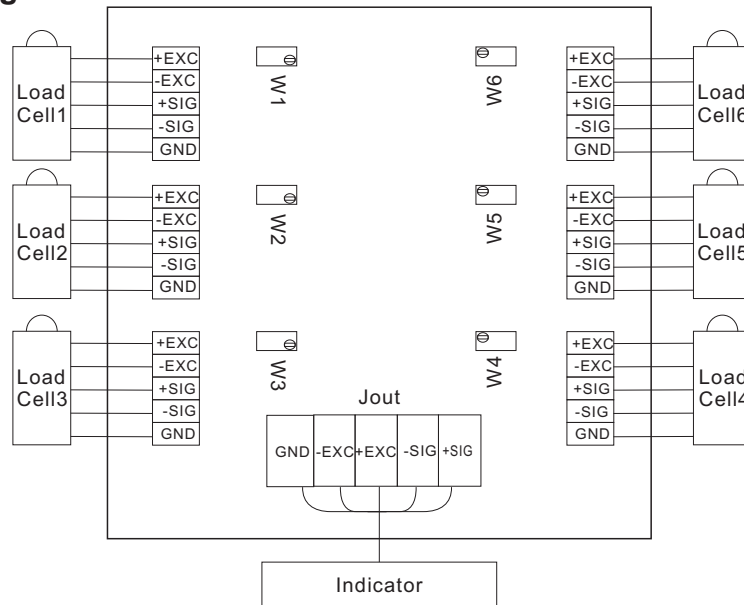 Load
Cell1
+EXC
-EXC
+SIG
-SIG
GND
W1
W6
+EXC
-EXC
+SIG
-SIG
GND
Load
Cell6
Load
Cell2
+EXC
-EXC
+SIG
-SIG
GND
W2
W5
+EXC
-EXC
+SIG
-SIG
GND
Load
Cell5
Load
Cell3
+EXC
-EXC
+SIG
-SIG
GND
W3
W4
+EXC
-EXC
+SIG
-SIG
GND
Load
Cell4
Jout
GND -EXC +EXC -SIG +SIG
Indicator